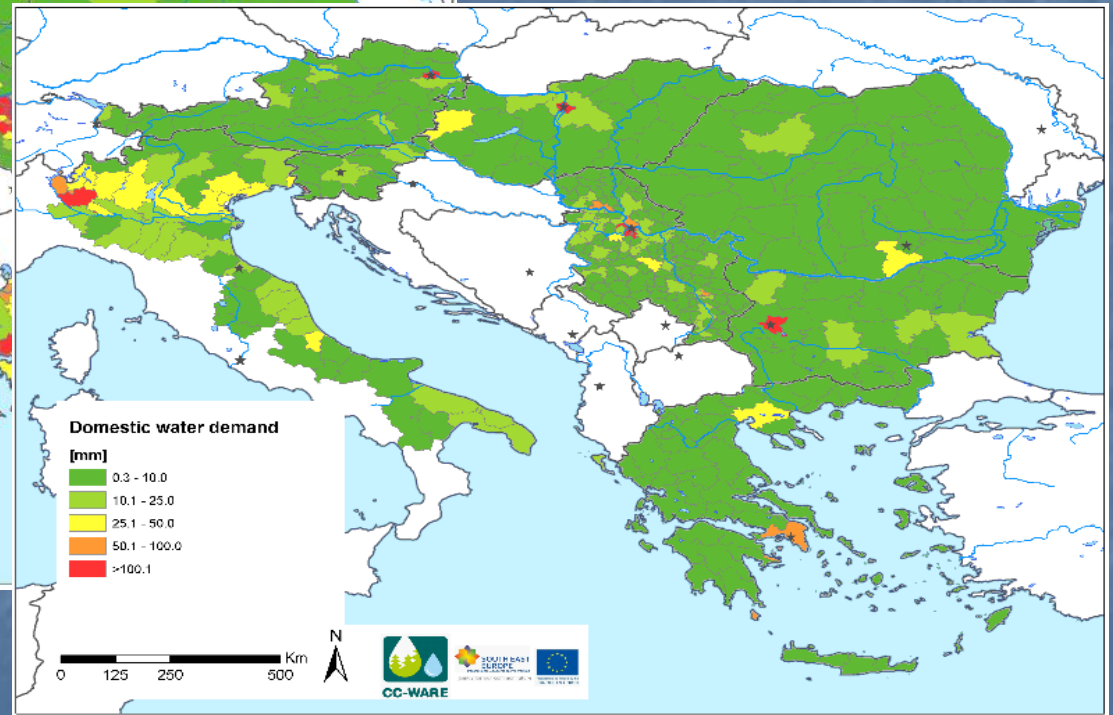 Domestic water demand
[mm]
0.3 - 10.0
10.1 - 25.0
25.1 - 50.0
50.1 - 100.0
>100.1
N
Km
0 125 250 500
CC-WARE
SOUTH EAST
EUROPE